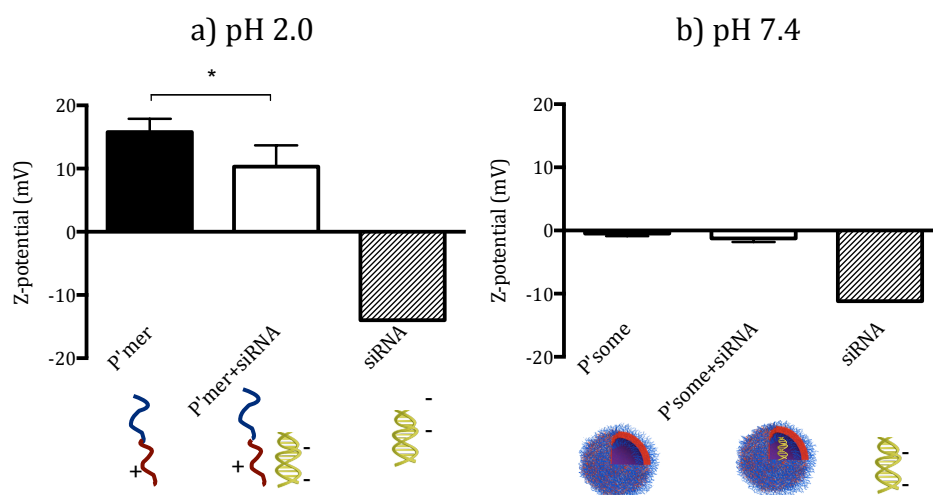 a) pH 2.0
b) pH 7.4
*
Z-potential (mV)
20
10
0
-10
-20
P'mer
P'mer+siRNA
siRNA
+
+
-
-
-
-
Z-potential (mV)
20
10
0
-10
-20
P'some
P'some+siRNA
siRNA
-
-